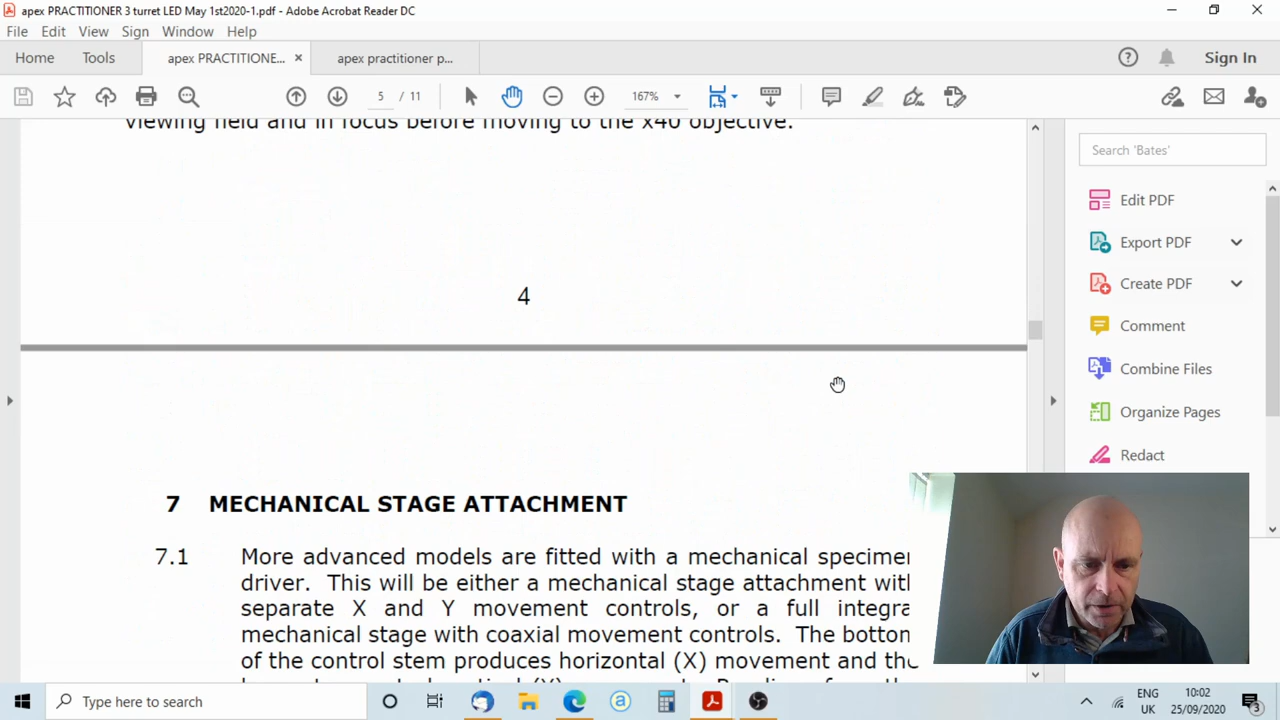 apex PRACTITIONER 3 turret LED May 1st2020-1.pdf - Adobe Acrobat Reader DC
File Edit View Sign Window Help
Home Tools apex PRACTITIONE... × apex practitioner p... Sign In
5 / 11 167%
viewing field and in focus before moving to the x40 objective.
4
7 MECHANICAL STAGE ATTACHMENT
7.1 More advanced models are fitted with a mechanical specimen
driver. This will be either a mechanical stage attachment with
separate X and Y movement controls, or a full integra
mechanical stage with coaxial movement controls. The bottom
of the control stem produces horizontal (X) movement and the
Search 'Bates'
Edit PDF
Export PDF
Create PDF
Comment
Combine Files
Organize Pages
Redact
Type here to search
ENG
UK
10:02
25/09/2020
3